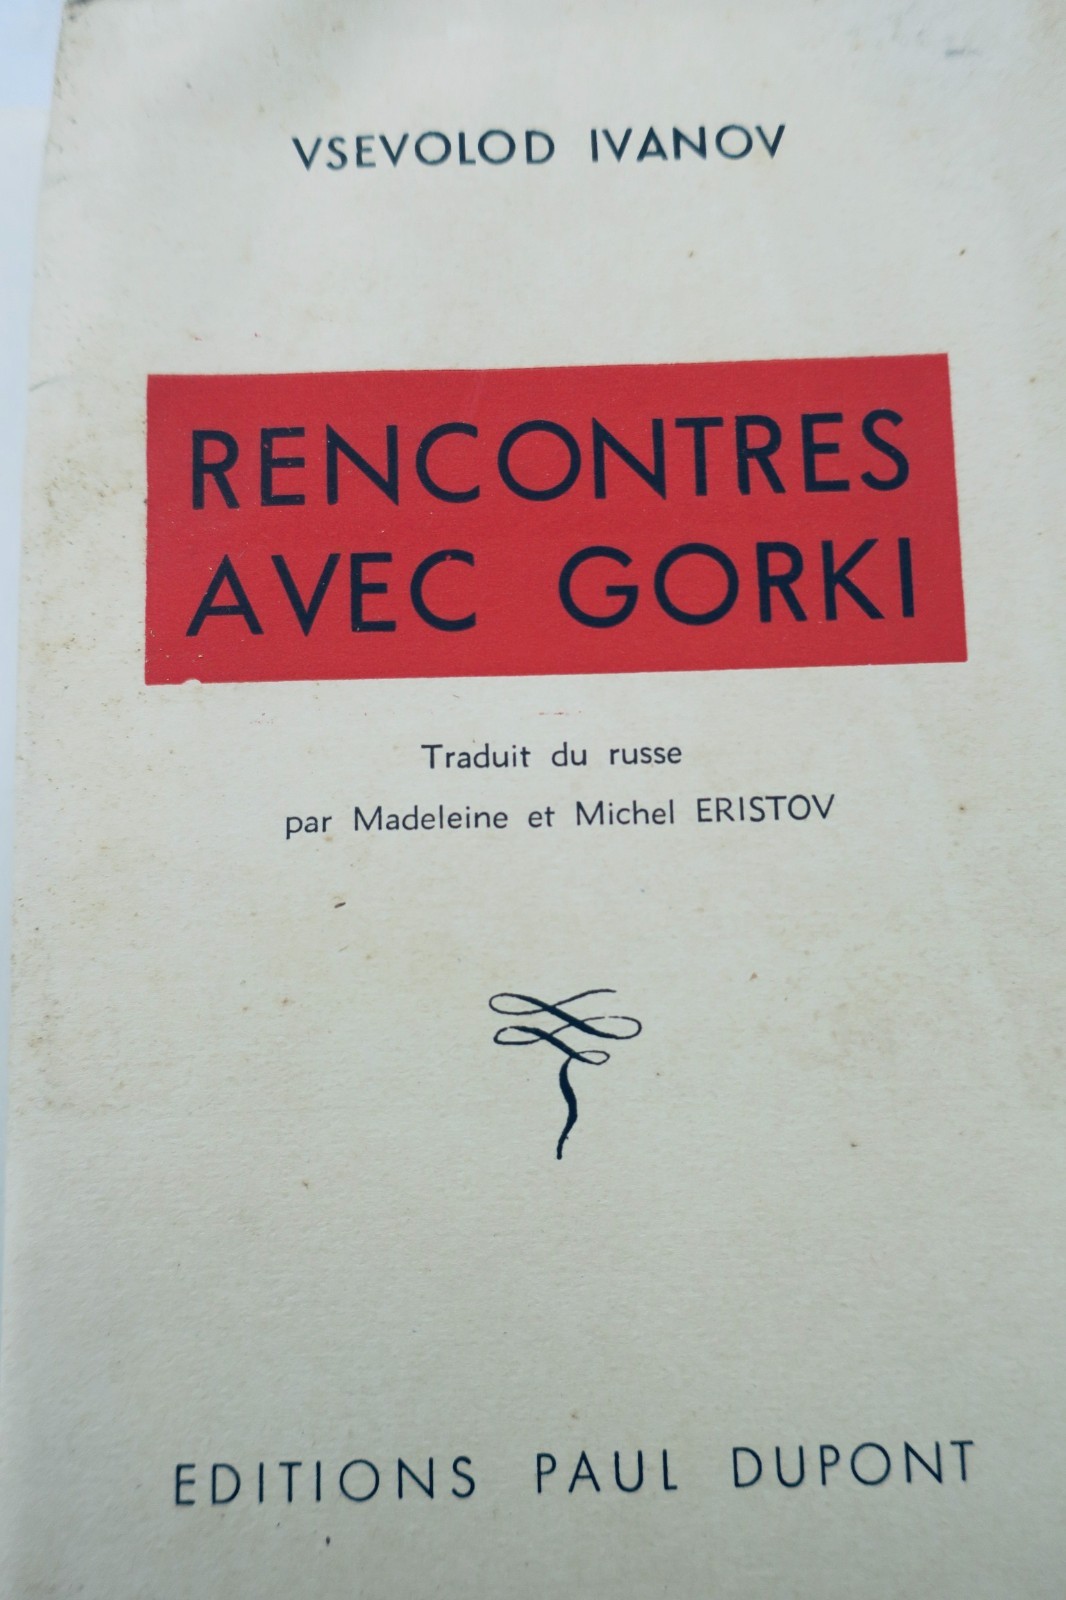 VSEVOLOD IVANOV
RENCONTRES
AVEC GORKI
Traduit du russe
par Madeleine et Michel ERISTOV
EDITIONS PAUL DUPONT